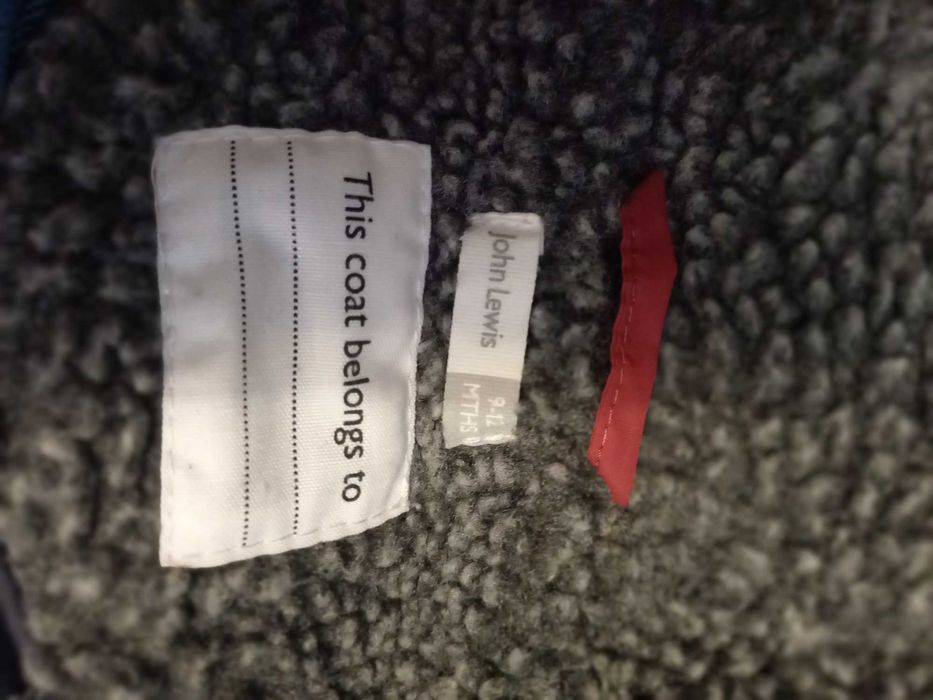 John Lewis
9-12
MTHS
This coat belongs to